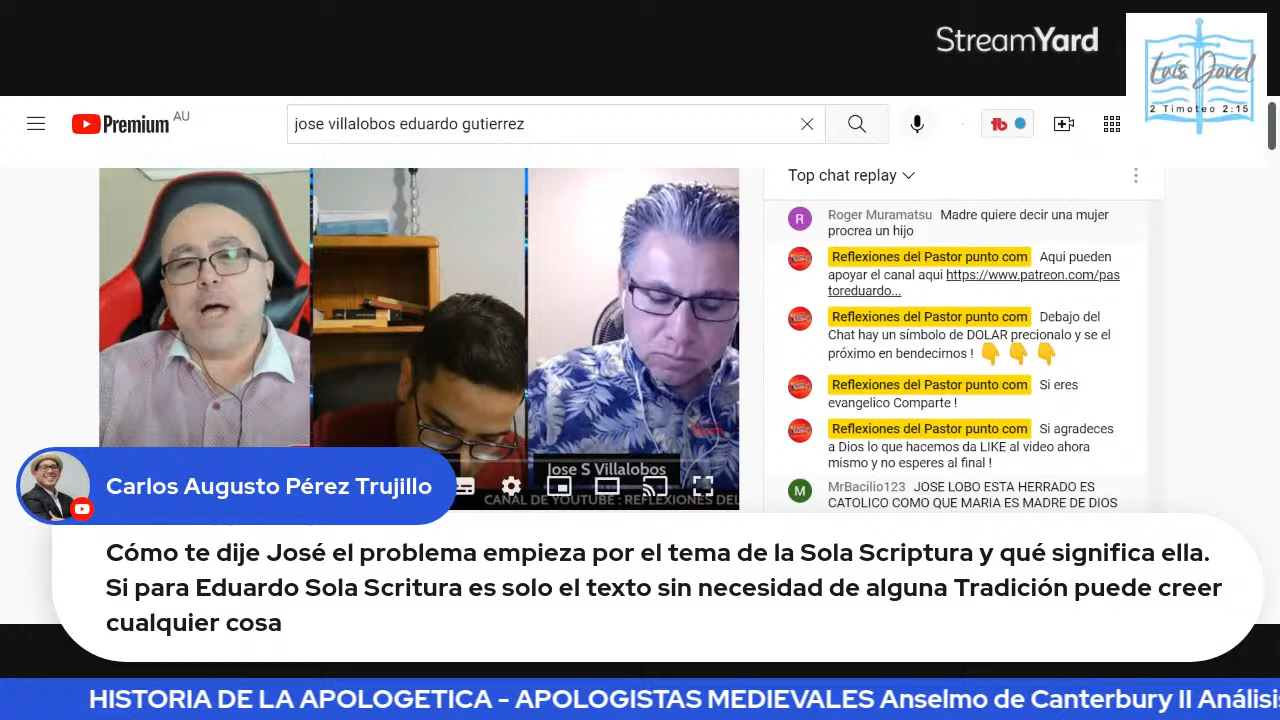 StreamYard
Luis Jovel
2 Timoteo 2:15
Premium AU
jose villalobos eduardo gutierrez
Top chat replay
Roger Muramatsu Madre quiere decir una mujer
procrea un hijo
Reflexiones del Pastor punto com Aqui pueden
apoyar el canal aqui https://www.patreon.com/pas
toreduardo...
Reflexiones del Pastor punto com Debajo del
Chat hay un símbolo de DOLAR precionalo y se el
próximo en bendecirnos !
Reflexiones del Pastor punto com Si eres
evangelico Comparte !
Reflexiones del Pastor punto com Si agradeces
a Dios lo que hacemos da LIKE al video ahora
mismo y no esperes al final !
M MrBacilio123 JOSE LOBO ESTA HERRADO ES
CATOLICO COMO QUE MARIA ES MADRE DE DIOS
Jose S Villalobos
CANAL DE YOUTUBE : REFLEXIONES DEL
Carlos Augusto Pérez Trujillo
Cómo te dije José el problema empieza por el tema de la Sola Scriptura y qué significa ella.
Si para Eduardo Sola Scritura es solo el texto sin necesidad de alguna Tradición puede creer
cualquier cosa
HISTORIA DE LA APOLOGETICA - APOLOGISTAS MEDIEVALES Anselmo de Canterbury II Análisi